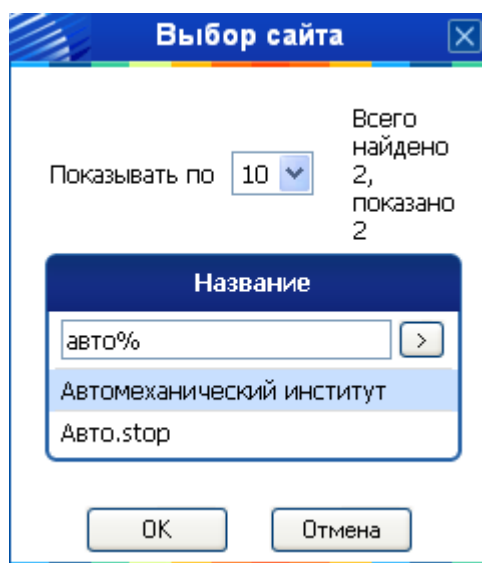 Выбор сайта
Показывать по 10
Всего
найдено
2,
показано
2
Название
авто%
>
Автомеханический институт
Авто.stop
OK
Отмена